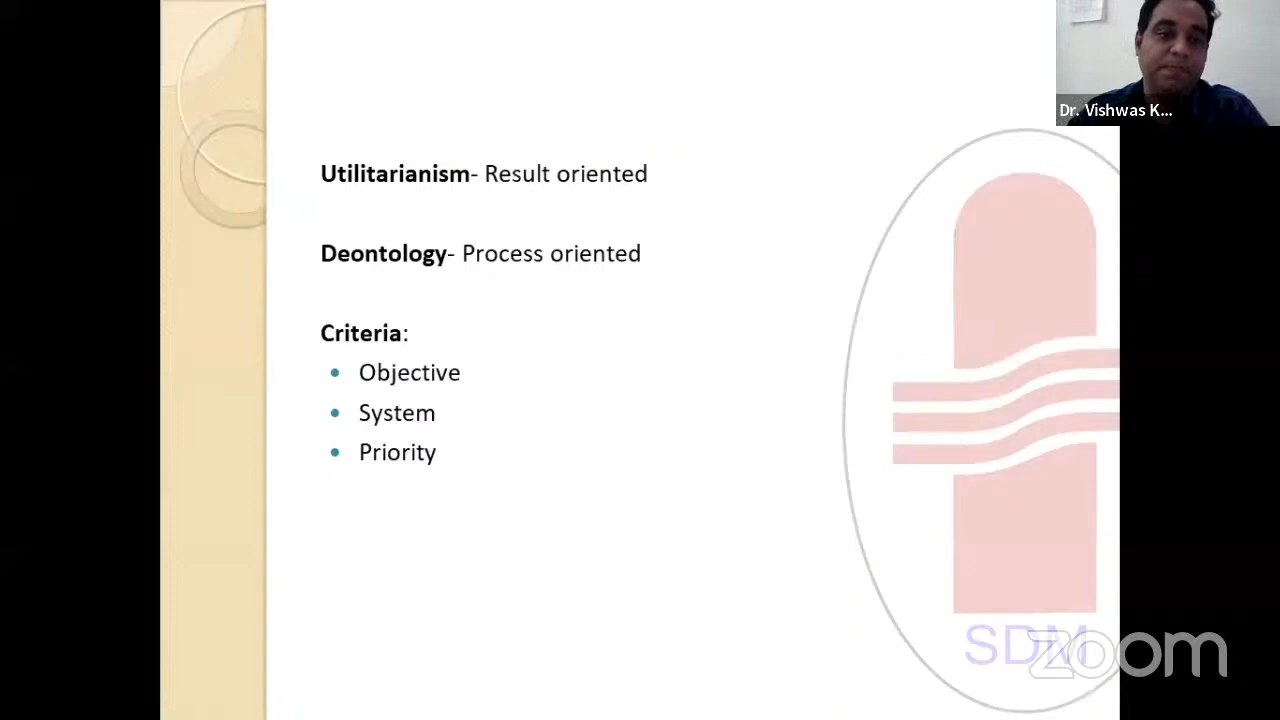 Dr. Vishwas K...
Utilitarianism- Result oriented
Deontology- Process oriented
Criteria:
• Objective
• System
• Priority
SDM
zoom